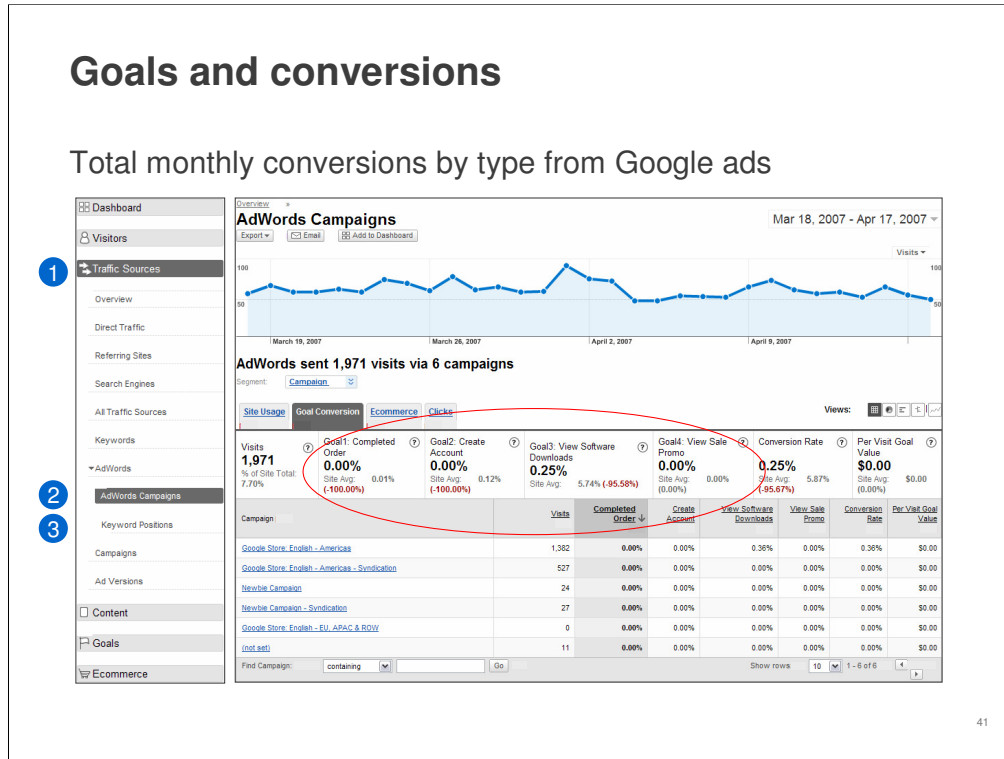 Goals and conversions
Total monthly conversions by type from Google ads
Dashboard
Visitors
1
Traffic Sources
Overview
Direct Traffic
Referring Sites
Search Engines
All Traffic Sources
Keywords
AdWords
2
AdWords Campaigns
3
Keyword Positions
Campaigns
Ad Versions
Content
Goals
Ecommerce
Overview »
AdWords Campaigns
Mar 18, 2007 - Apr 17, 2007
Export Email Add to Dashboard
Visits
100 100
50 50
March 19, 2007 March 26, 2007 April 2, 2007 April 9, 2007
AdWords sent 1,971 visits via 6 campaigns
Segment: Campaign
Site Usage Goal Conversion Ecommerce Clicks Views:
Visits
1,971
% of Site Total:
7.70%
Goal1: Completed ?
Order
0.00%
Site Avg: 0.01%
(-100.00%)
Goal2: Create ?
Account
0.00%
Site Avg: 0.12%
(-100.00%)
Goal3: View Software ?
Downloads
0.25%
Site Avg: 5.74% (-95.58%)
Goal4: View Sale ?
Promo
0.00%
Site Avg: 0.00%
(0.00%)
Conversion Rate ?
0.25%
Site Avg: 5.87%
(-95.67%)
Per Visit Goal ?
Value
$0.00
Site Avg: $0.00
(0.00%)
Campaign Visits Completed Order Create Account View Software Downloads View Sale Promo Conversion Rate Per Visit Goal Value
Google Store: English - Americas 1,382 0.00% 0.00% 0.36% 0.00% 0.36% $0.00
Google Store: English - Americas - Syndication 527 0.00% 0.00% 0.00% 0.00% 0.00% $0.00
Newbie Campaign 24 0.00% 0.00% 0.00% 0.00% 0.00% $0.00
Newbie Campaign - Syndication 27 0.00% 0.00% 0.00% 0.00% 0.00% $0.00
Google Store: English - EU, APAC & ROW 0 0.00% 0.00% 0.00% 0.00% 0.00% $0.00
(not set) 11 0.00% 0.00% 0.00% 0.00% 0.00% $0.00
Find Campaign: containing Go Show rows 10 1 - 6 of 6
41